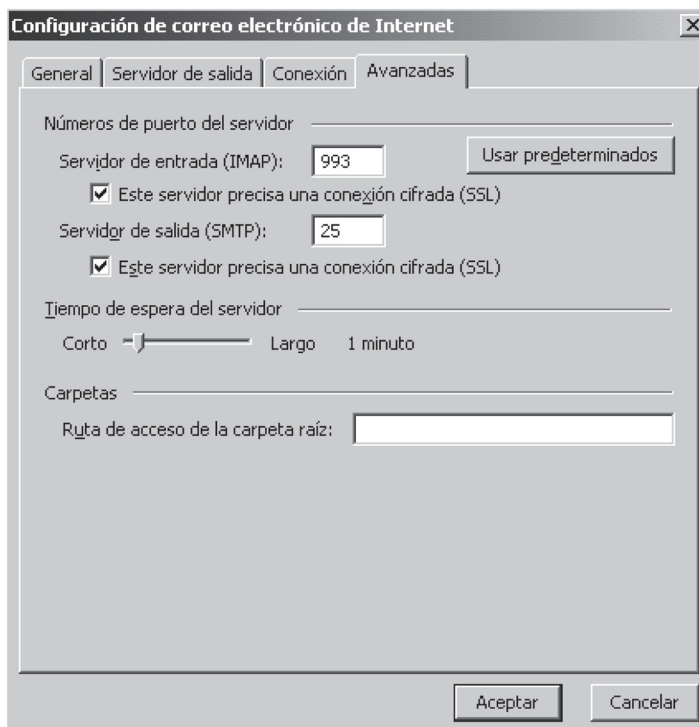 Configuración de correo electrónico de Internet
General Servidor de salida Conexión Avanzadas
Números de puerto del servidor
Servidor de entrada (IMAP): 993 Usar predeterminados
Este servidor precisa una conexión cifrada (SSL)
Servidor de salida (SMTP): 25
Este servidor precisa una conexión cifrada (SSL)
Tiempo de espera del servidor
Corto Largo 1 minuto
Carpetas
Ruta de acceso de la carpeta raíz:
Aceptar Cancelar